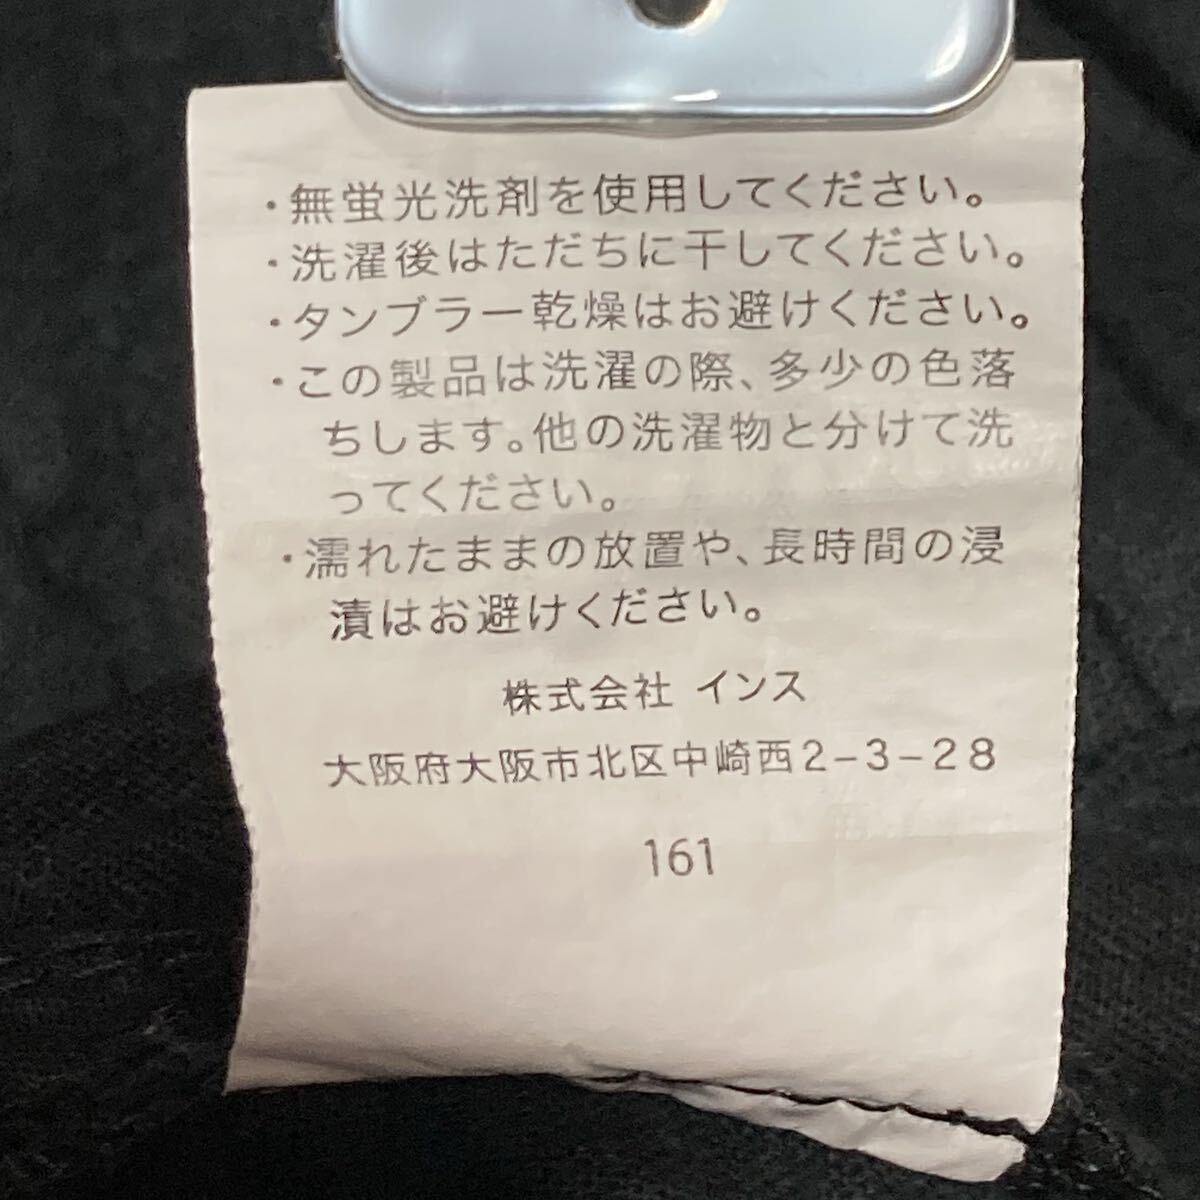 ・無蛍光洗剤を使用してください。
・洗濯後はただちに干してください。
・タンブラー乾燥はお避けください。
・この製品は洗濯の際、多少の色落
ちします。他の洗濯物と分けて洗
ってください。
・濡れたままの放置や、長時間の浸
漬はお避けください。
株式会社 インス
大阪府大阪市北区中崎西2-3-28
161